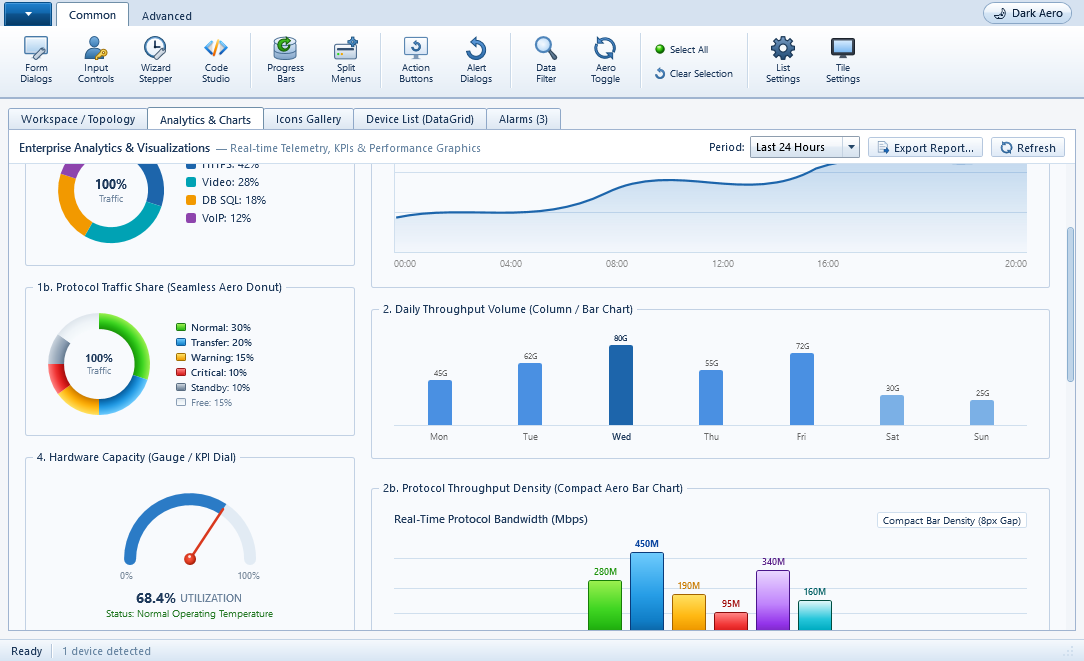 Common
Advanced
Dark Aero
Form
Dialogs
Input
Controls
Wizard
Stepper
Code
Studio
Progress
Bars
Split
Menus
Action
Buttons
Alert
Dialogs
Data
Filter
Aero
Toggle
Select All
Clear Selection
List
Settings
Tile
Settings
Workspace / Topology
Analytics & Charts
Icons Gallery
Device List (DataGrid)
Alarms (3)
Enterprise Analytics & Visualizations — Real-time Telemetry, KPIs & Performance Graphics
Period:
Last 24 Hours
Export Report...
Refresh
100%
Traffic
HTTPS: 42%
Video: 28%
DB SQL: 18%
VoIP: 12%
00:00
04:00
08:00
12:00
16:00
20:00
1b. Protocol Traffic Share (Seamless Aero Donut)
100%
Traffic
Normal: 30%
Transfer: 20%
Warning: 15%
Critical: 10%
Standby: 10%
Free: 15%
2. Daily Throughput Volume (Column / Bar Chart)
45G
62G
80G
55G
72G
30G
25G
Mon
Tue
Wed
Thu
Fri
Sat
Sun
4. Hardware Capacity (Gauge / KPI Dial)
0%
100%
68.4% UTILIZATION
Status: Normal Operating Temperature
2b. Protocol Throughput Density (Compact Aero Bar Chart)
Real-Time Protocol Bandwidth (Mbps)
Compact Bar Density (8px Gap)
280M
450M
190M
95M
340M
160M
Ready
1 device detected